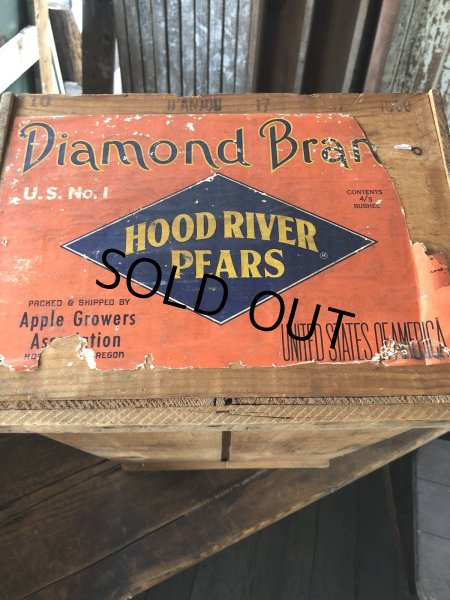 D'ANJOU 17
Diamond Bran
U.S. No. 1
CONTENTS
4/5
BUSHEL
HOOD RIVER
PEARS
®
SOLD OUT
PACKED & SHIPPED BY
Apple Growers
Association
UNITED STATES OF AMERICA